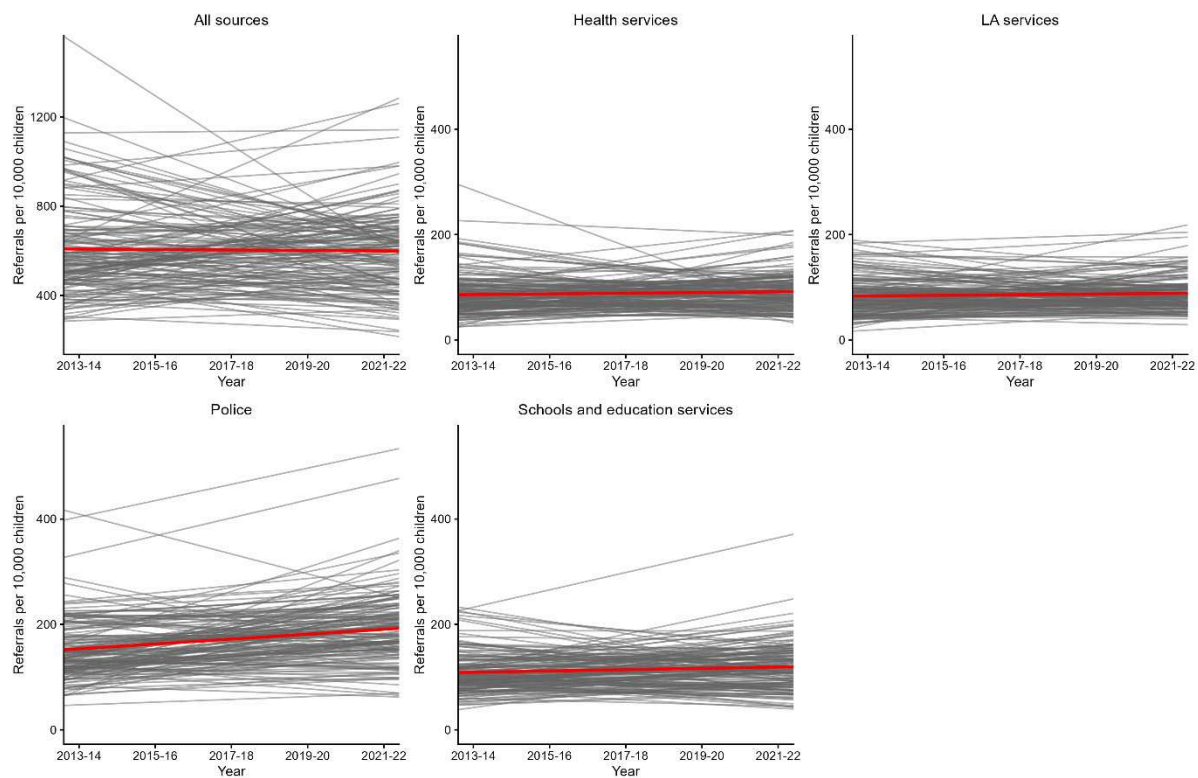 All sources
Health services
LA services
Referrals per 10,000 children
1200
800
400
2013-14 2015-16 2017-18 2019-20 2021-22
Year
Referrals per 10,000 children
400
200
0
2013-14 2015-16 2017-18 2019-20 2021-22
Year
Referrals per 10,000 children
400
200
0
2013-14 2015-16 2017-18 2019-20 2021-22
Year
Police
Schools and education services
Referrals per 10,000 children
400
200
0
2013-14 2015-16 2017-18 2019-20 2021-22
Year
Referrals per 10,000 children
400
200
0
2013-14 2015-16 2017-18 2019-20 2021-22
Year